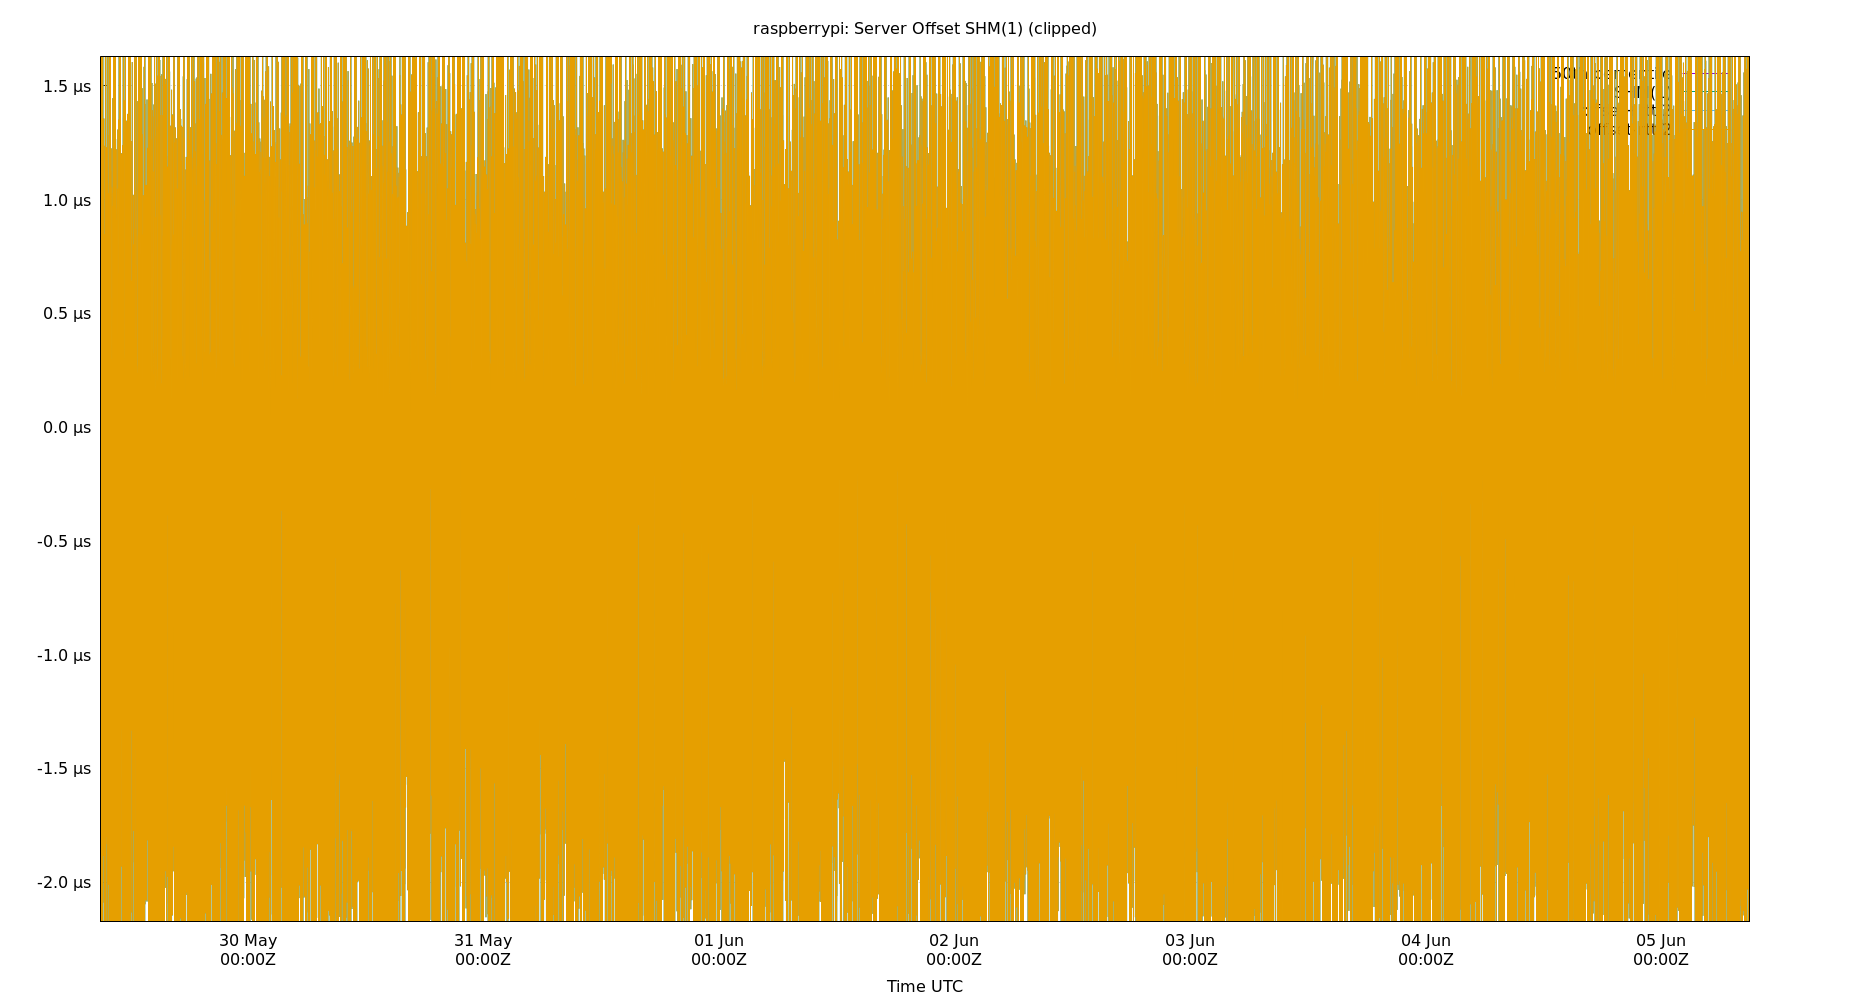 raspberrypi: Server Offset SHM(1) (clipped)
1.5 µs
1.0 µs
0.5 µs
0.0 µs
-0.5 µs
-1.0 µs
-1.5 µs
-2.0 µs
30 May
00:00Z
31 May
00:00Z
01 Jun
00:00Z
02 Jun
00:00Z
03 Jun
00:00Z
04 Jun
00:00Z
05 Jun
00:00Z
Time UTC